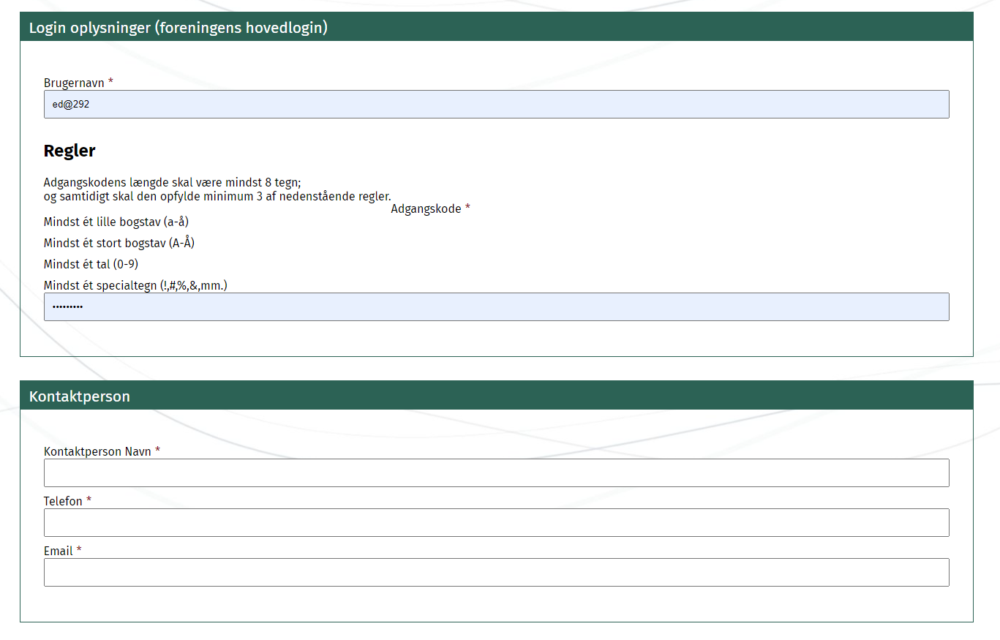 Login oplysninger (foreningens hovedlogin)
Brugernavn *
ed@292
Regler
Adgangskodens længde skal være mindst 8 tegn;
og samtidigt skal den opfylde minimum 3 af nedenstående regler.
Adgangskode *
Mindst ét lille bogstav (a-å)
Mindst ét stort bogstav (A-Å)
Mindst ét tal (0-9)
Mindst ét specialtegn (!,#,%,&,mm.)
•••••••••
Kontaktperson
Kontaktperson Navn *
Telefon *
Email *